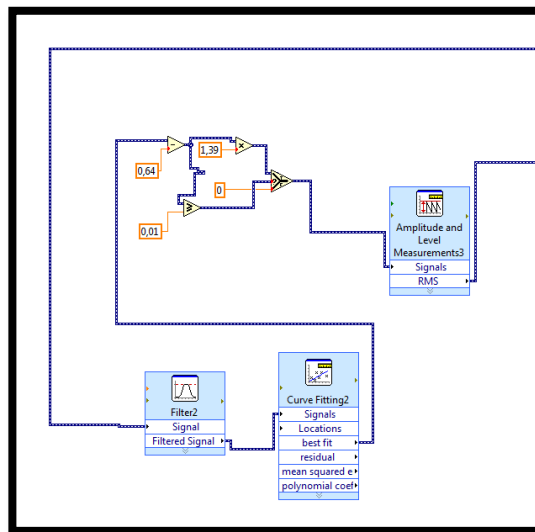 1,39
0,64
0
0,01
Amplitude and
Level
Measurements3
Signals
RMS
Filter2
Signal
Filtered Signal
Curve Fitting2
Signals
Locations
best fit
residual
mean squared e
polynomial coef